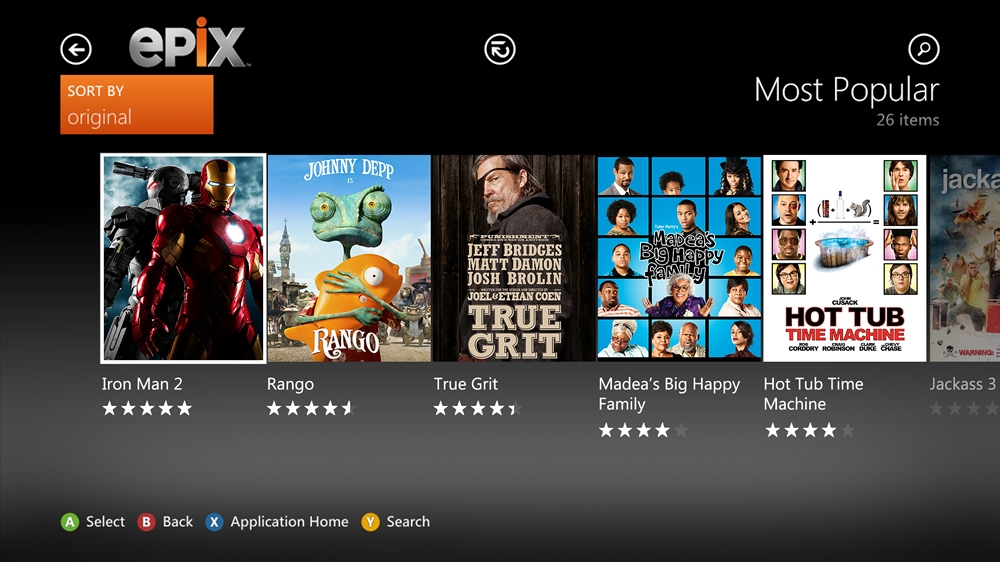 epix
SORT BY
original
Most Popular
26 items
JOHNNY DEPP
IS
RANGO
PUNISHMENT
JEFF BRIDGES
MATT DAMON
JOSH BROLIN
JOEL & ETHAN COEN
TRUE
GRIT
Tyler Perry's
MADEA'S
BIG HAPPY
FAMILY
+
+
=
JOHN
CUSACK
HOT TUB
TIME MACHINE
ROB CORDDRY
CRAIG ROBINSON
CLARK DUKE
CHEVY CHASE
jacka
WARNING:
Iron Man 2
Rango
True Grit
Madea's Big Happy
Family
Hot Tub Time
Machine
Jackass 3
A Select
B Back
X Application Home
Y Search